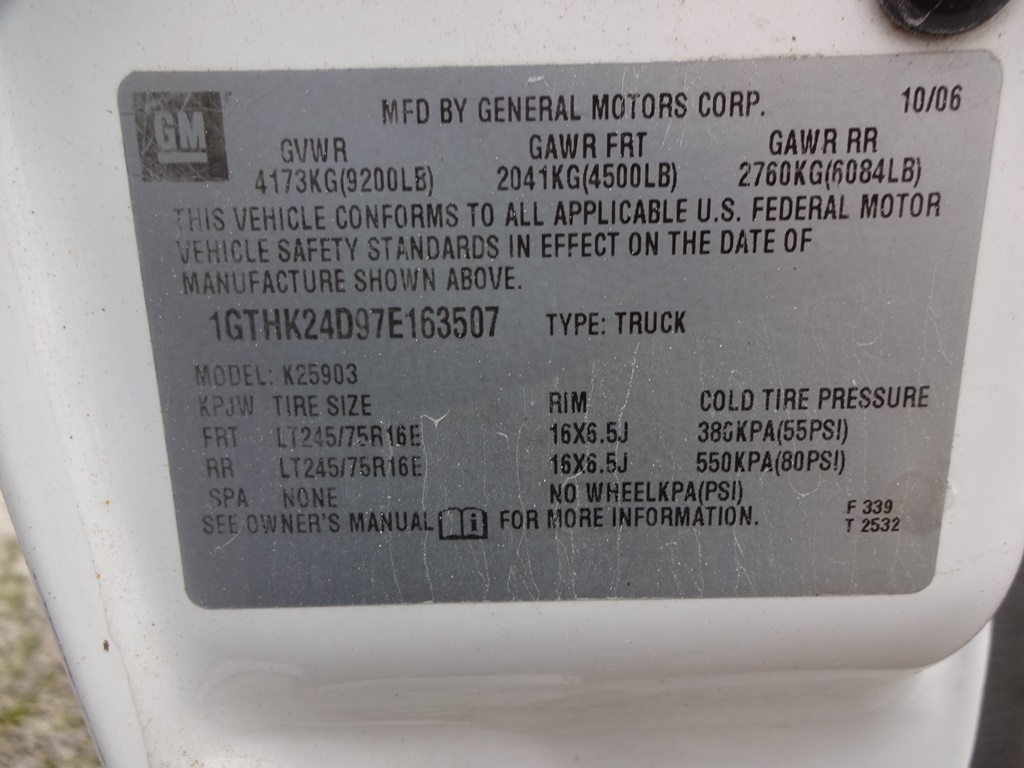 GM
MFD BY GENERAL MOTORS CORP. 10/06
GVWR GAWR FRT GAWR RR
4173KG(9200LB) 2041KG(4500LB) 2760KG(6084LB)
THIS VEHICLE CONFORMS TO ALL APPLICABLE U.S. FEDERAL MOTOR
VEHICLE SAFETY STANDARDS IN EFFECT ON THE DATE OF
MANUFACTURE SHOWN ABOVE.
1GTHK24D97E163507 TYPE: TRUCK
MODEL: K25903
KPJW TIRE SIZE RIM COLD TIRE PRESSURE
FRT LT245/75R16E 16X6.5J 380KPA(55PSI)
RR LT245/75R16E 16X6.5J 550KPA(80PSI)
SPA NONE NO WHEELKPA(PSI)
SEE OWNER'S MANUAL i FOR MORE INFORMATION.
F 339
T 2532